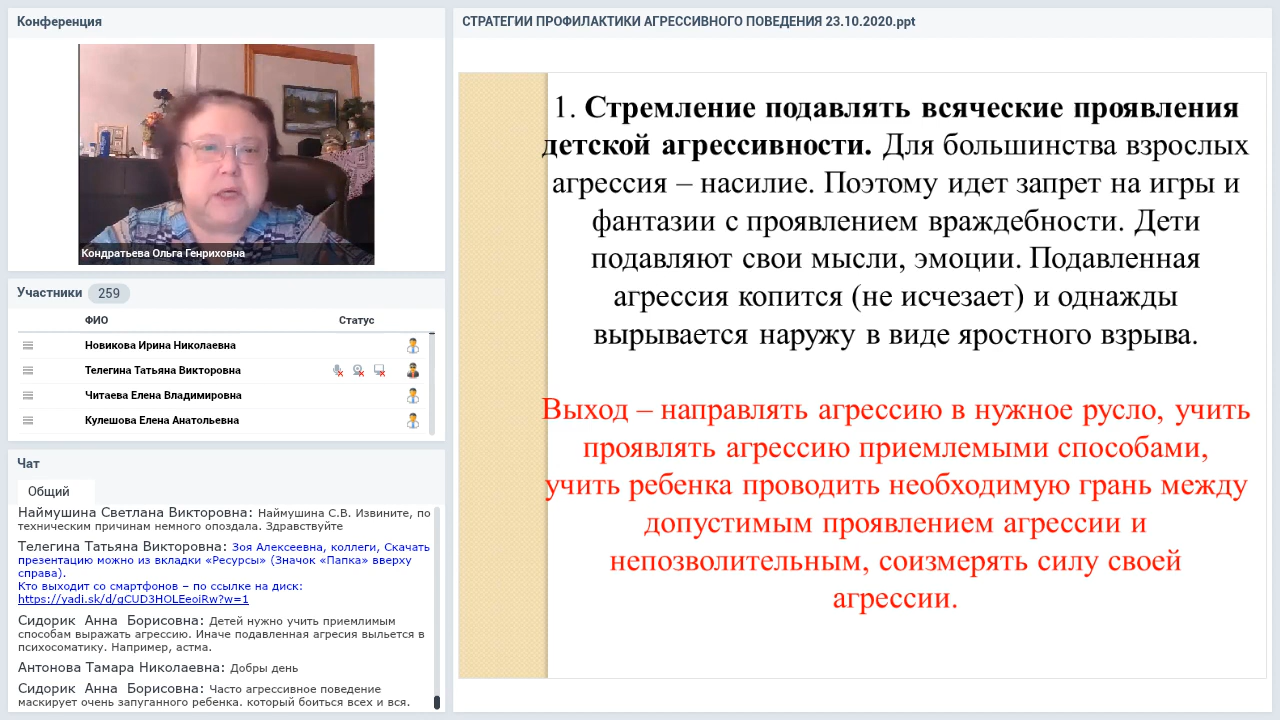 Конференция
Кондратьева Ольга Генриховна
Участники 259
ФИО Статус
Новикова Ирина Николаевна
Телегина Татьяна Викторовна
Читаева Елена Владимировна
Кулешова Елена Анатольевна
Чат
Общий
Наймушина Светлана Викторовна: Наймушина С.В. Извините, по
техническим причинам немного опоздала. Здравствуйте
Телегина Татьяна Викторовна: Зоя Алексеевна, коллеги, Скачать
презентацию можно из вкладки «Ресурсы» (Значок «Папка» вверху
справа).
Кто выходит со смартфонов – по ссылке на диск:
https://yadi.sk/d/gCUD3HOLEeoiRw?w=1
Сидорик Анна Борисовна: Детей нужно учить приемлимым
способам выражать агрессию. Иначе подавленная агресия выльется в
психосоматику. Например, астма.
Антонова Тамара Николаевна: Добры день
Сидорик Анна Борисовна: Часто агрессивное поведение
маскирует очень запуганного ребенка. который боиться всех и вся.
СТРАТЕГИИ ПРОФИЛАКТИКИ АГРЕССИВНОГО ПОВЕДЕНИЯ 23.10.2020.ppt
1. Стремление подавлять всяческие проявления
детской агрессивности. Для большинства взрослых
агрессия – насилие. Поэтому идет запрет на игры и
фантазии с проявлением враждебности. Дети
подавляют свои мысли, эмоции. Подавленная
агрессия копится (не исчезает) и однажды
вырывается наружу в виде яростного взрыва.
Выход – направлять агрессию в нужное русло, учить
проявлять агрессию приемлемыми способами,
учить ребенка проводить необходимую грань между
допустимым проявлением агрессии и
непозволительным, соизмерять силу своей
агрессии.